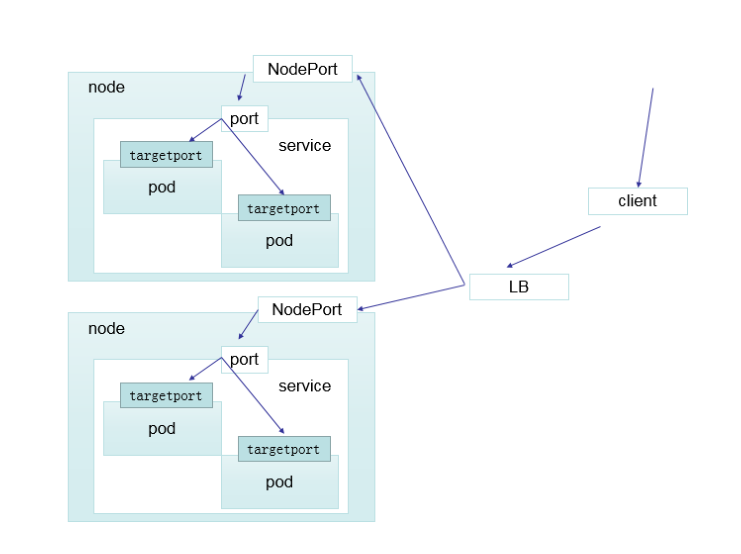 NodePort
node
port
service
targetport
pod
targetport
pod
client
LB
NodePort
node
port
service
targetport
pod
targetport
pod